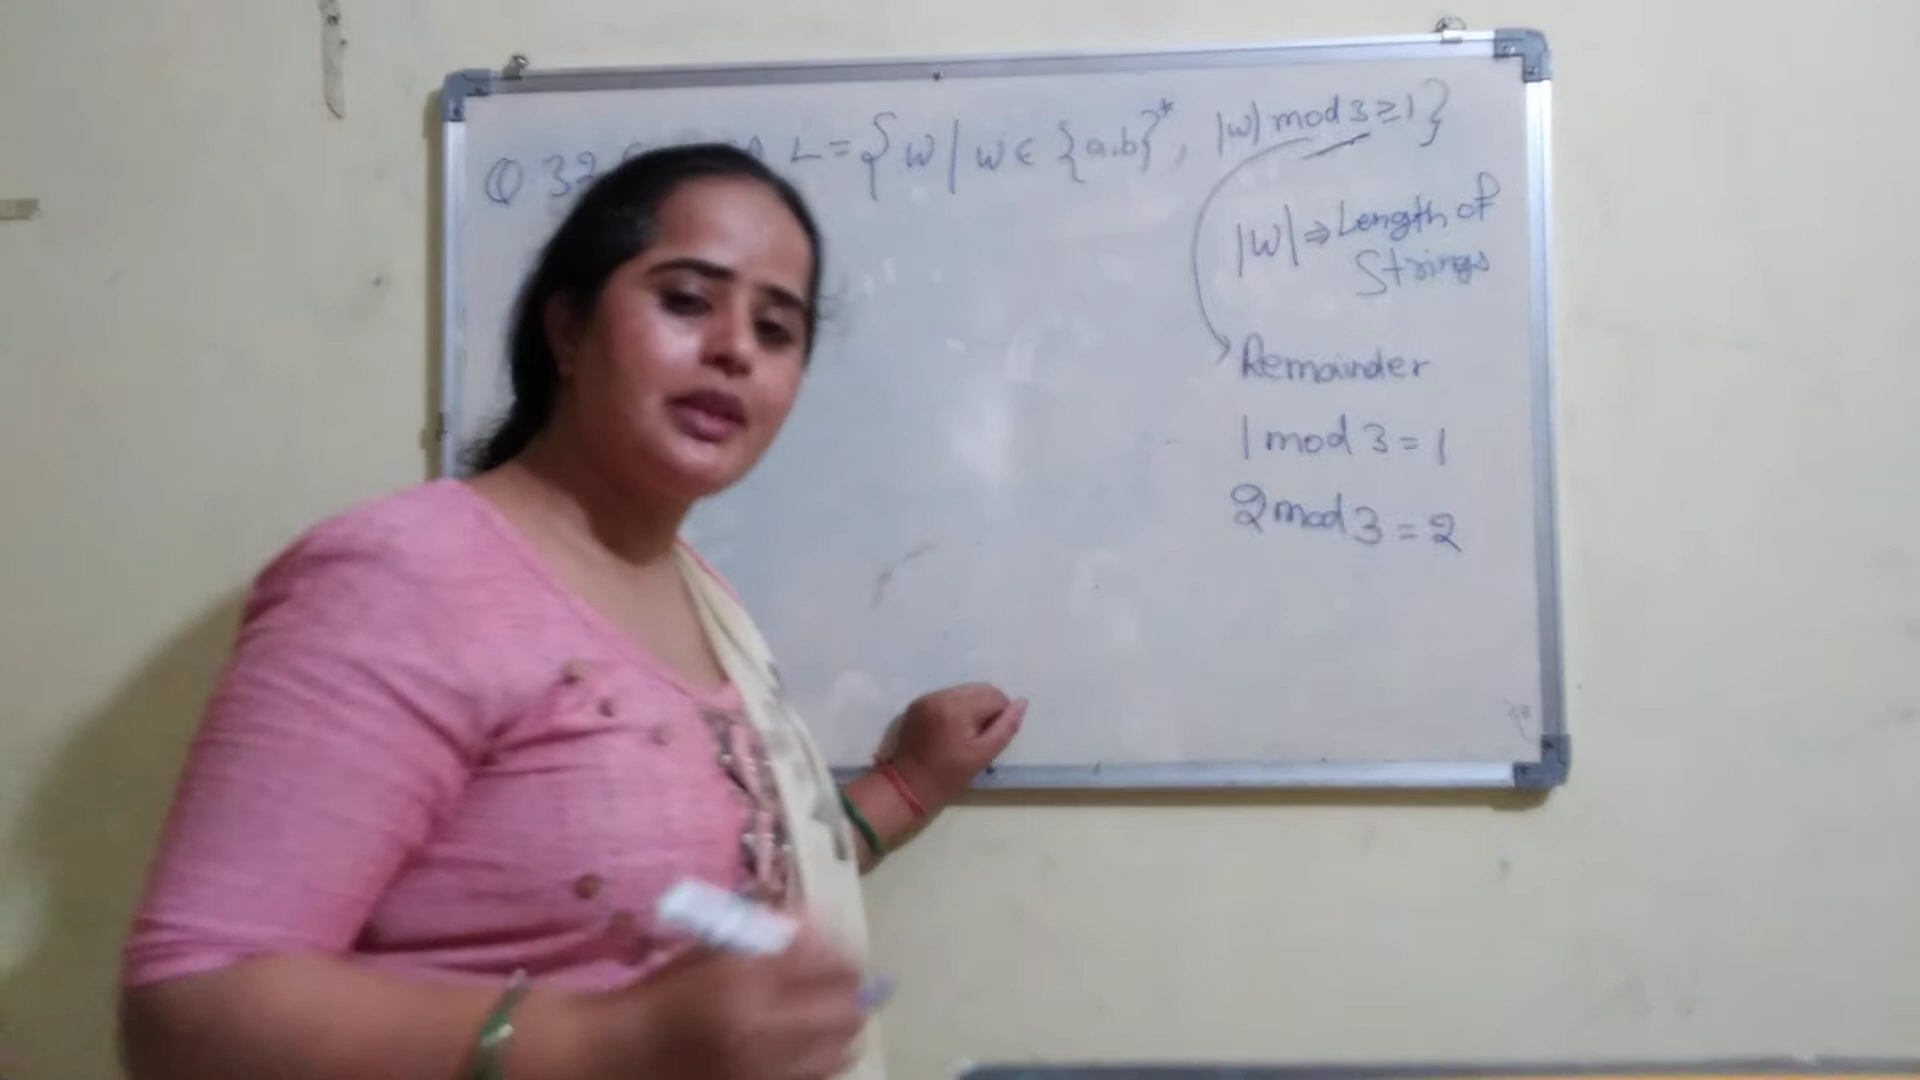 Q 32 L = { w | w ∈ {a,b}*, |w| mod 3 ≥ 1 }
|w| ⇒ Length of
Strings
Remainder
1 mod 3 = 1
2 mod 3 = 2